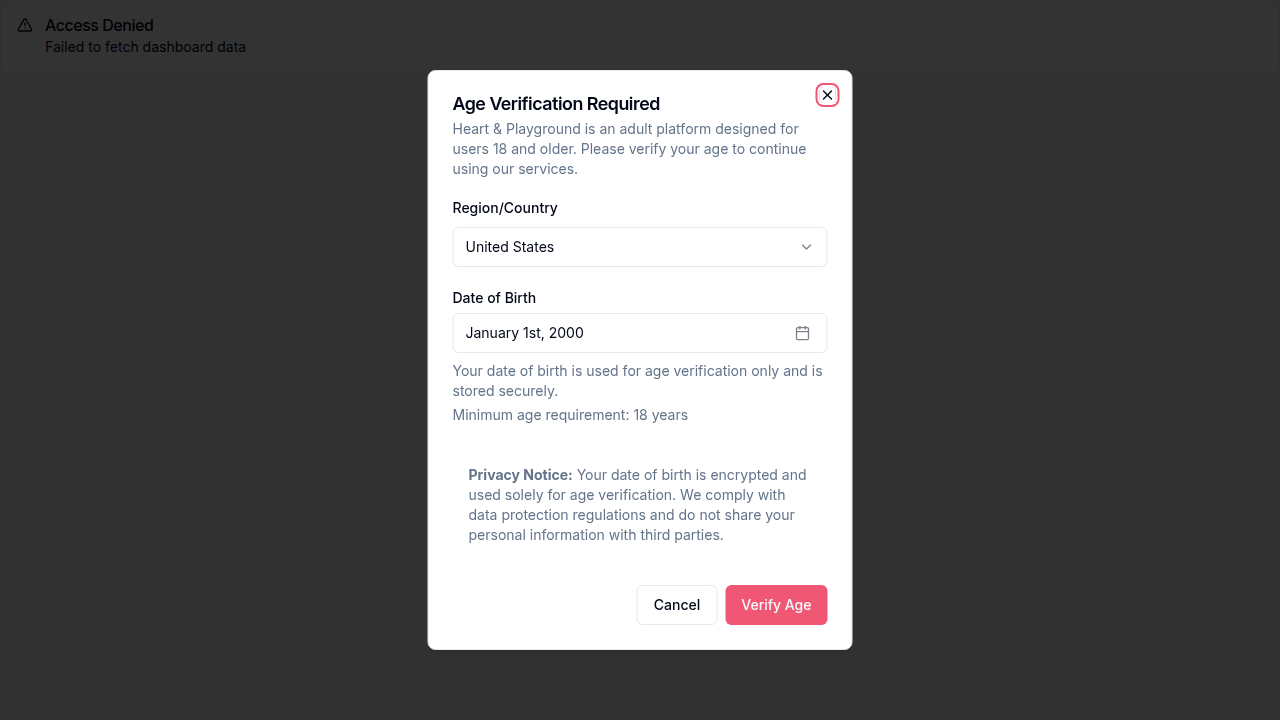 Access Denied
Failed to fetch dashboard data
Age Verification Required
Heart & Playground is an adult platform designed for
users 18 and older. Please verify your age to continue
using our services.
Region/Country
United States
Date of Birth
January 1st, 2000
Your date of birth is used for age verification only and is
stored securely.
Minimum age requirement: 18 years
Privacy Notice: Your date of birth is encrypted and
used solely for age verification. We comply with
data protection regulations and do not share your
personal information with third parties.
Cancel
Verify Age